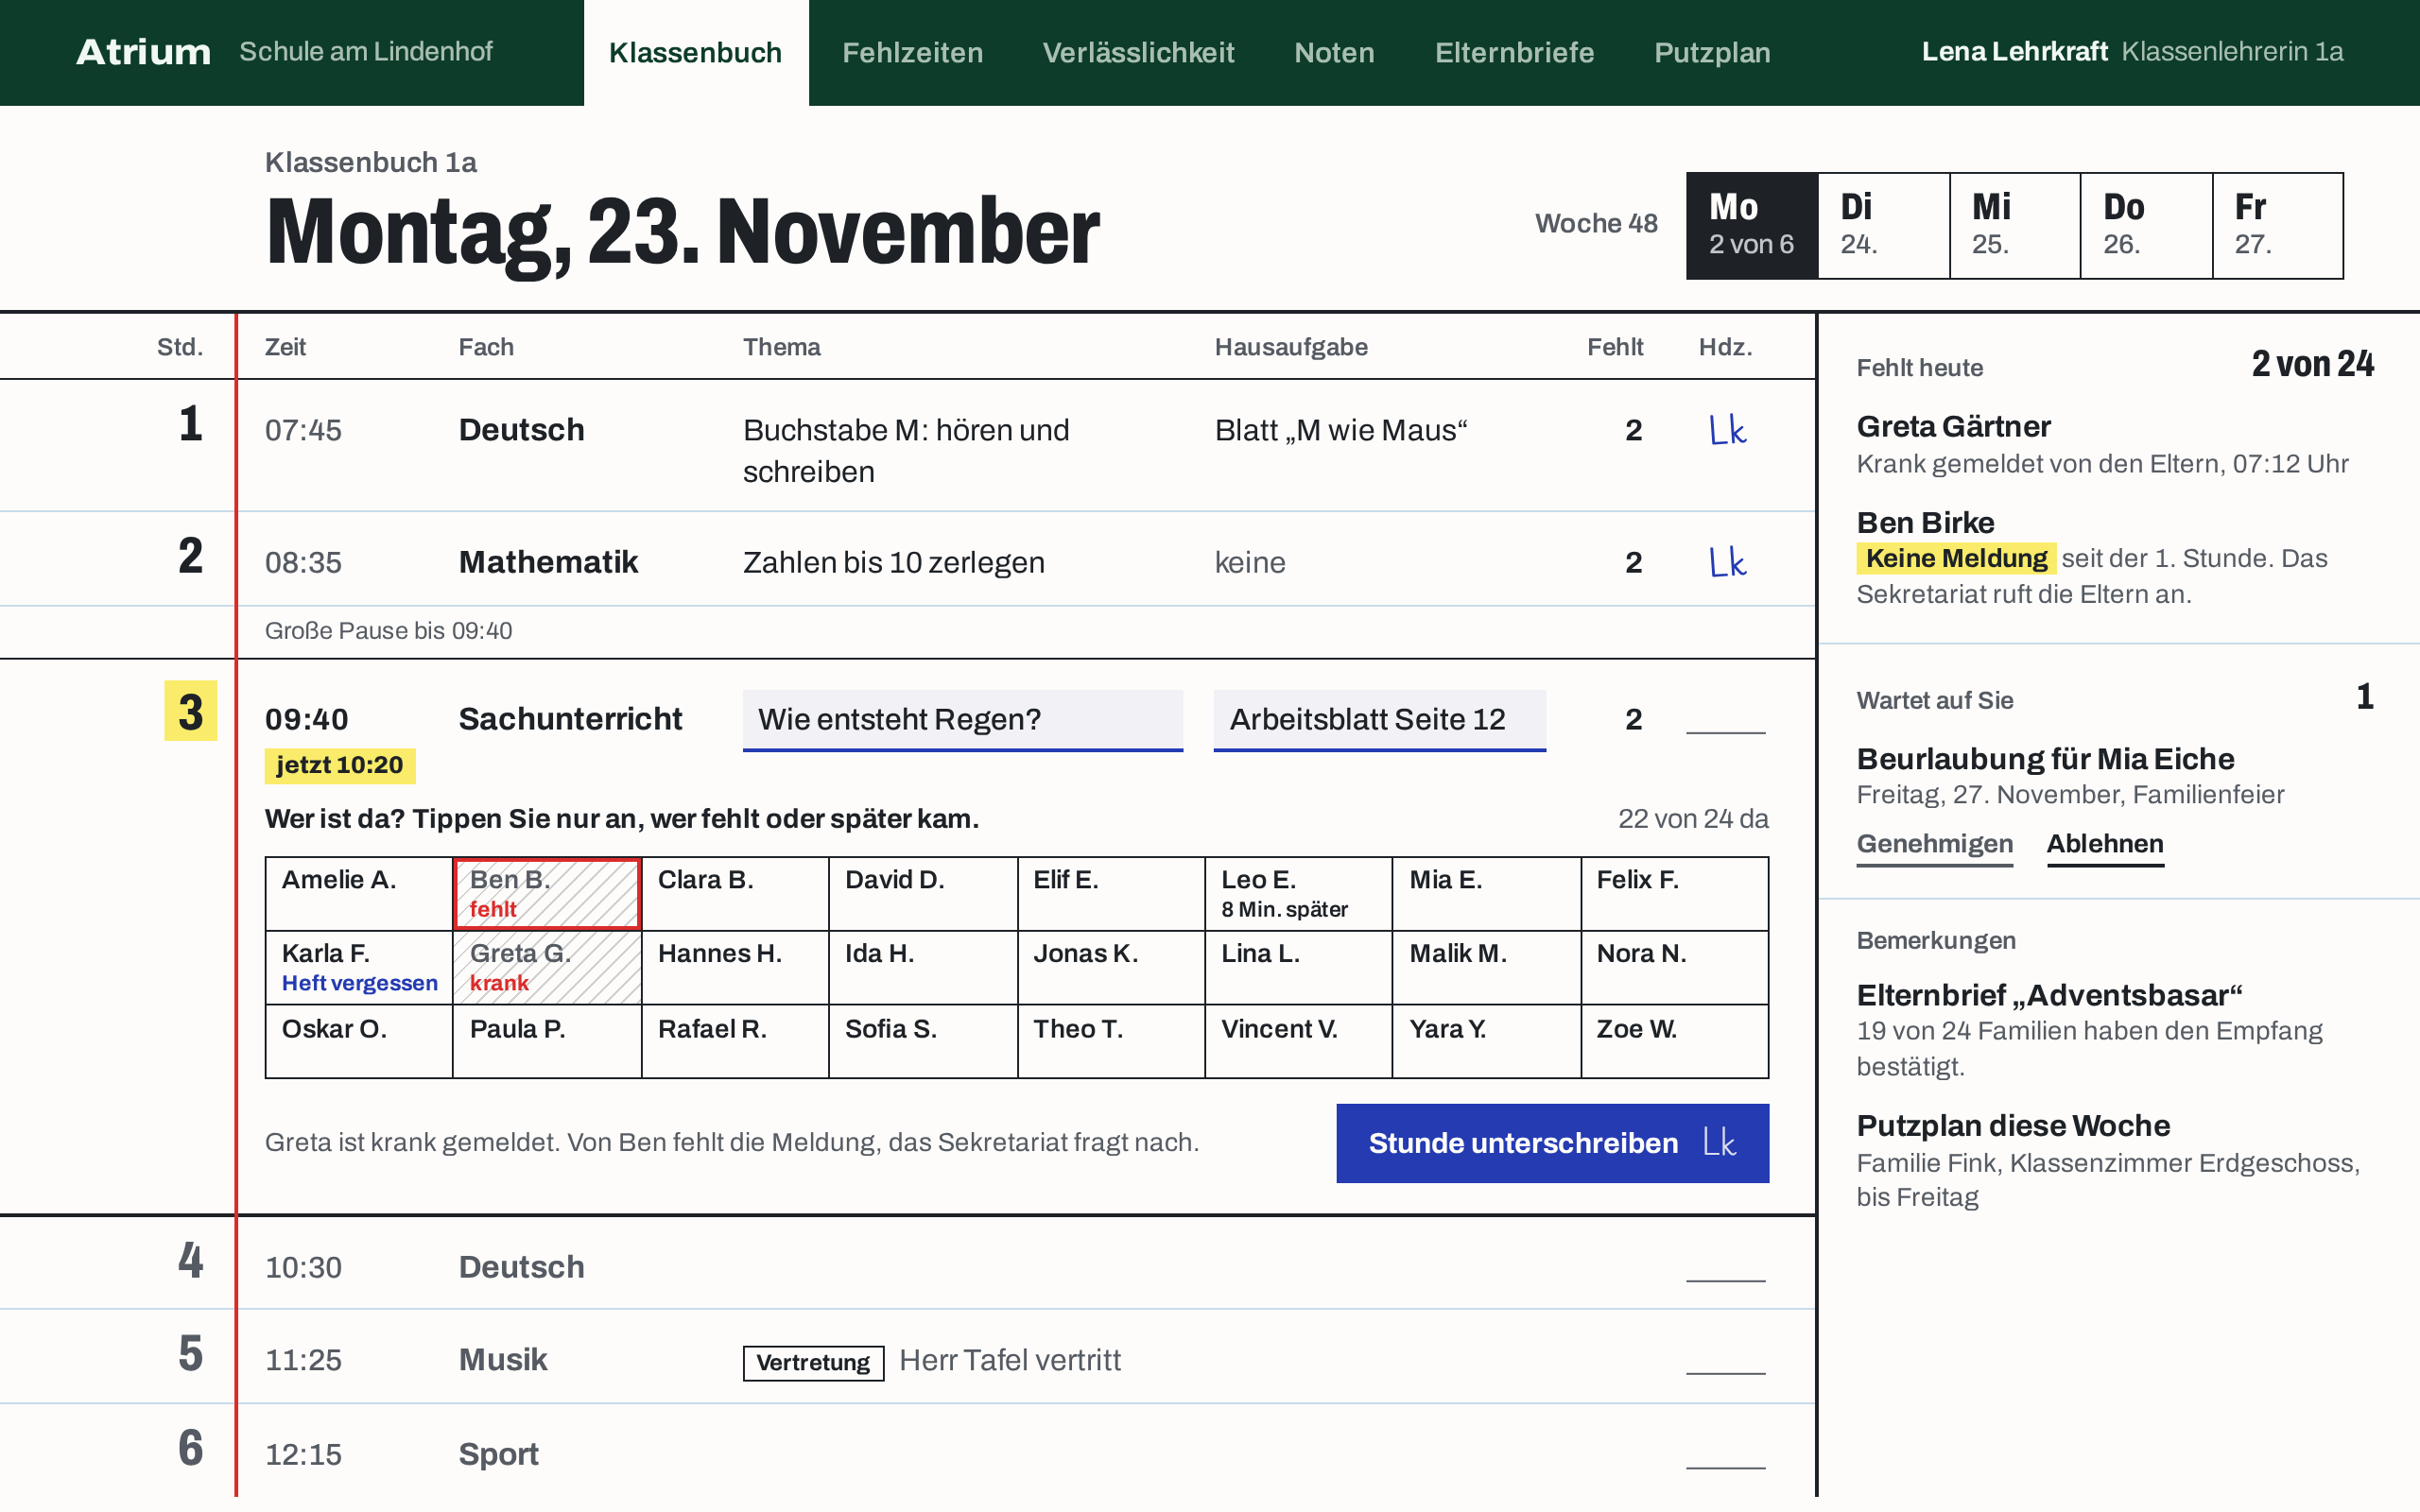 Atrium Schule am Lindenhof Klassenbuch Fehlzeiten Verlässlichkeit Noten Elternbriefe Putzplan Lena Lehrkraft Klassenlehrerin 1a
Klassenbuch 1a
Montag, 23. November
Woche 48
Mo Di Mi Do Fr
2 von 6 24. 25. 26. 27.
Std. Zeit Fach Thema Hausaufgabe Fehlt Hdz.
1 07:45 Deutsch Buchstabe M: hören und Blatt „M wie Maus“ 2 Lk
schreiben
2 08:35 Mathematik Zahlen bis 10 zerlegen keine 2 Lk
Große Pause bis 09:40
3 09:40 Sachunterricht Wie entsteht Regen? Arbeitsblatt Seite 12 2
jetzt 10:20
Wer ist da? Tippen Sie nur an, wer fehlt oder später kam. 22 von 24 da
Amelie A. Ben B. Clara B. David D. Elif E. Leo E. Mia E. Felix F.
fehlt 8 Min. später
Karla F. Greta G. Hannes H. Ida H. Jonas K. Lina L. Malik M. Nora N.
Heft vergessen krank
Oskar O. Paula P. Rafael R. Sofia S. Theo T. Vincent V. Yara Y. Zoe W.
Greta ist krank gemeldet. Von Ben fehlt die Meldung, das Sekretariat fragt nach. Stunde unterschreiben Lk
4 10:30 Deutsch
5 11:25 Musik Vertretung Herr Tafel vertritt
6 12:15 Sport
Fehlt heute 2 von 24
Greta Gärtner
Krank gemeldet von den Eltern, 07:12 Uhr
Ben Birke
Keine Meldung seit der 1. Stunde. Das
Sekretariat ruft die Eltern an.
Wartet auf Sie 1
Beurlaubung für Mia Eiche
Freitag, 27. November, Familienfeier
Genehmigen Ablehnen
Bemerkungen
Elternbrief „Adventsbasar“
19 von 24 Familien haben den Empfang
bestätigt.
Putzplan diese Woche
Familie Fink, Klassenzimmer Erdgeschoss,
bis Freitag